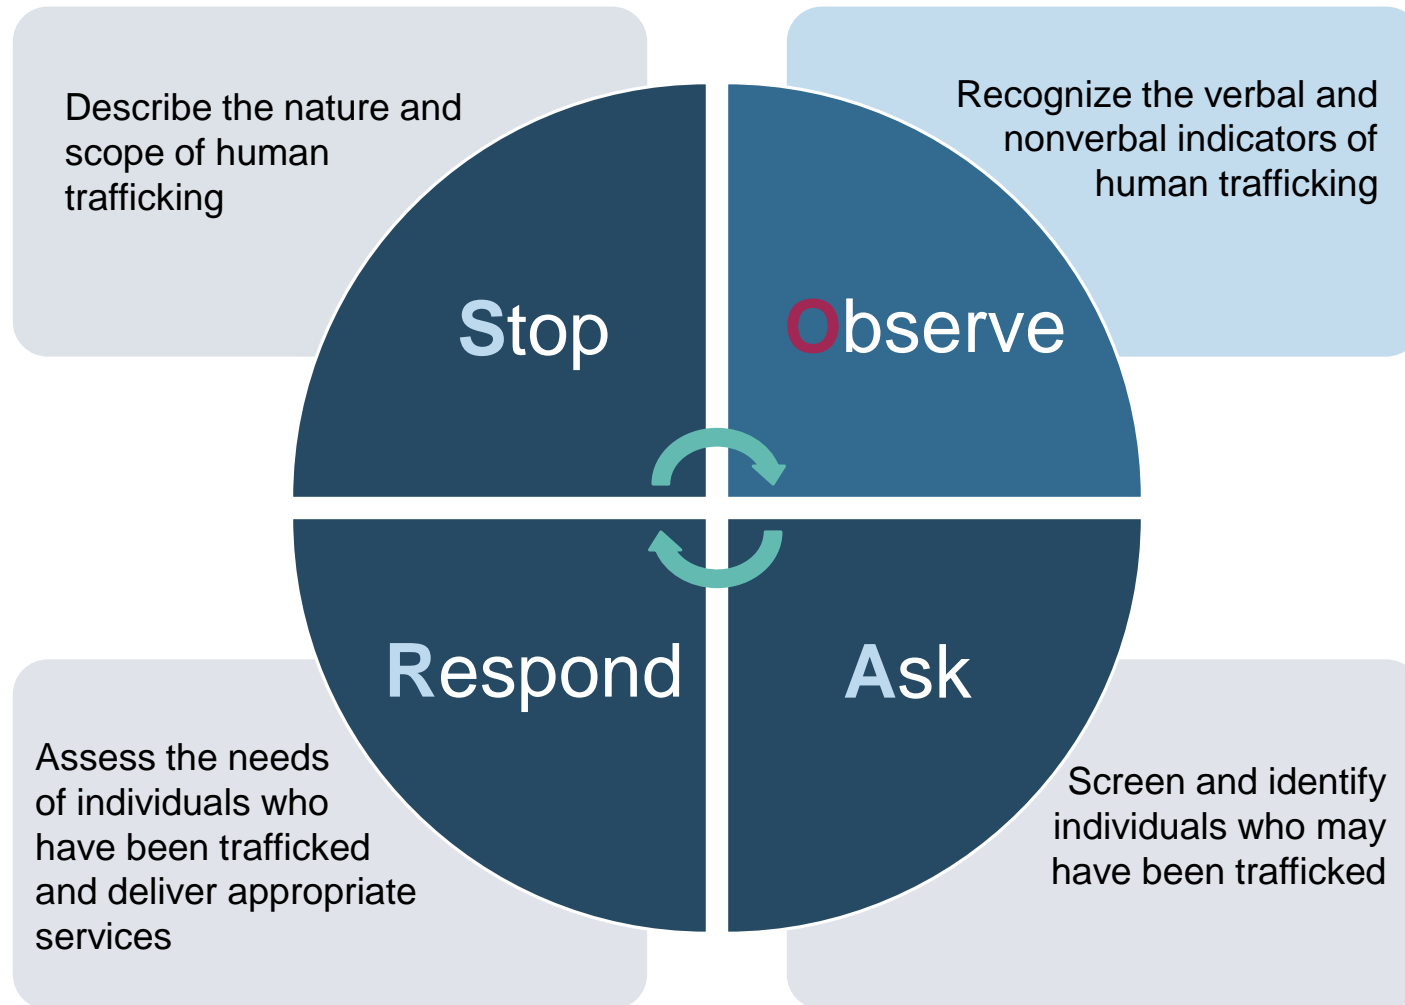 Describe the nature and
scope of human
trafficking
Recognize the verbal and
nonverbal indicators of
human trafficking
Stop
Observe
Respond
Ask
Assess the needs
of individuals who
have been trafficked
and deliver appropriate
services
Screen and identify
individuals who may
have been trafficked